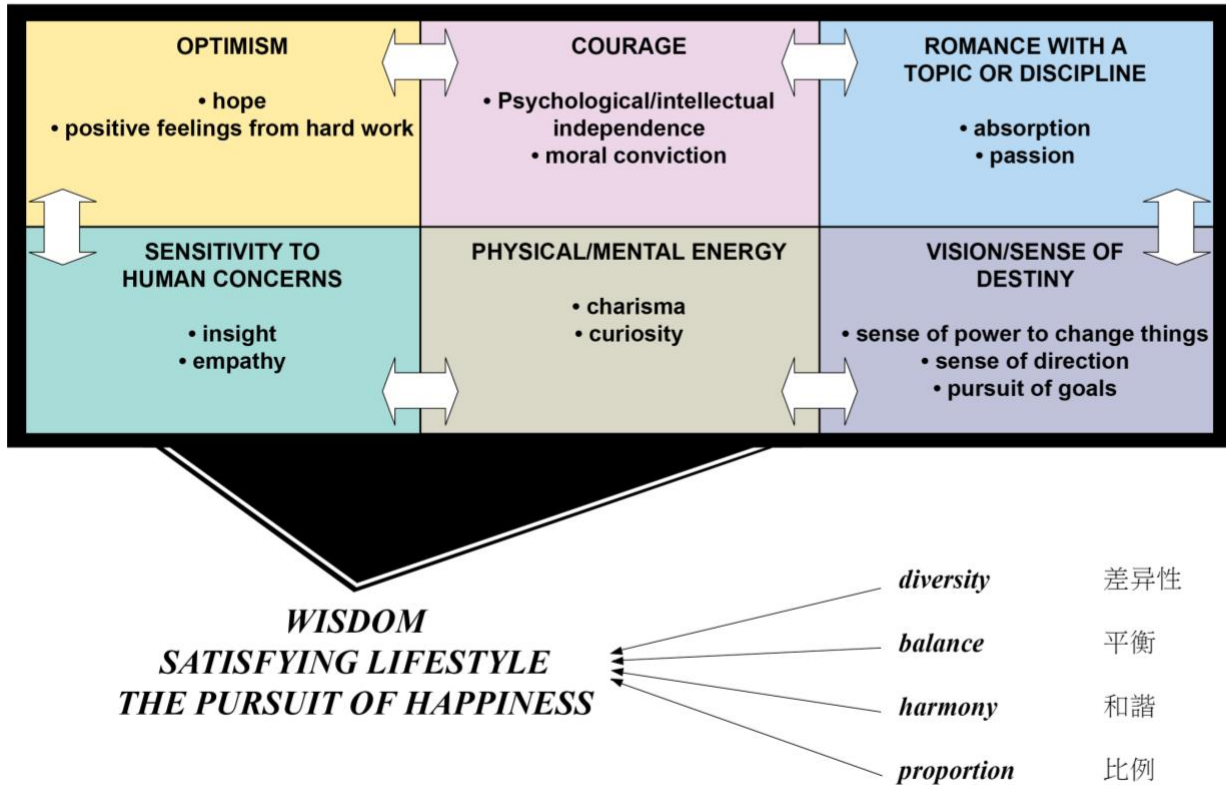 OPTIMISM
• hope
• positive feelings from hard work
COURAGE
• Psychological/intellectual
independence
• moral conviction
ROMANCE WITH A
TOPIC OR DISCIPLINE
• absorption
• passion
SENSITIVITY TO
HUMAN CONCERNS
• insight
• empathy
PHYSICAL/MENTAL ENERGY
• charisma
• curiosity
VISION/SENSE OF
DESTINY
• sense of power to change things
• sense of direction
• pursuit of goals
WISDOM
SATISFYING LIFESTYLE
THE PURSUIT OF HAPPINESS
diversity 差异性
balance 平衡
harmony 和諧
proportion 比例